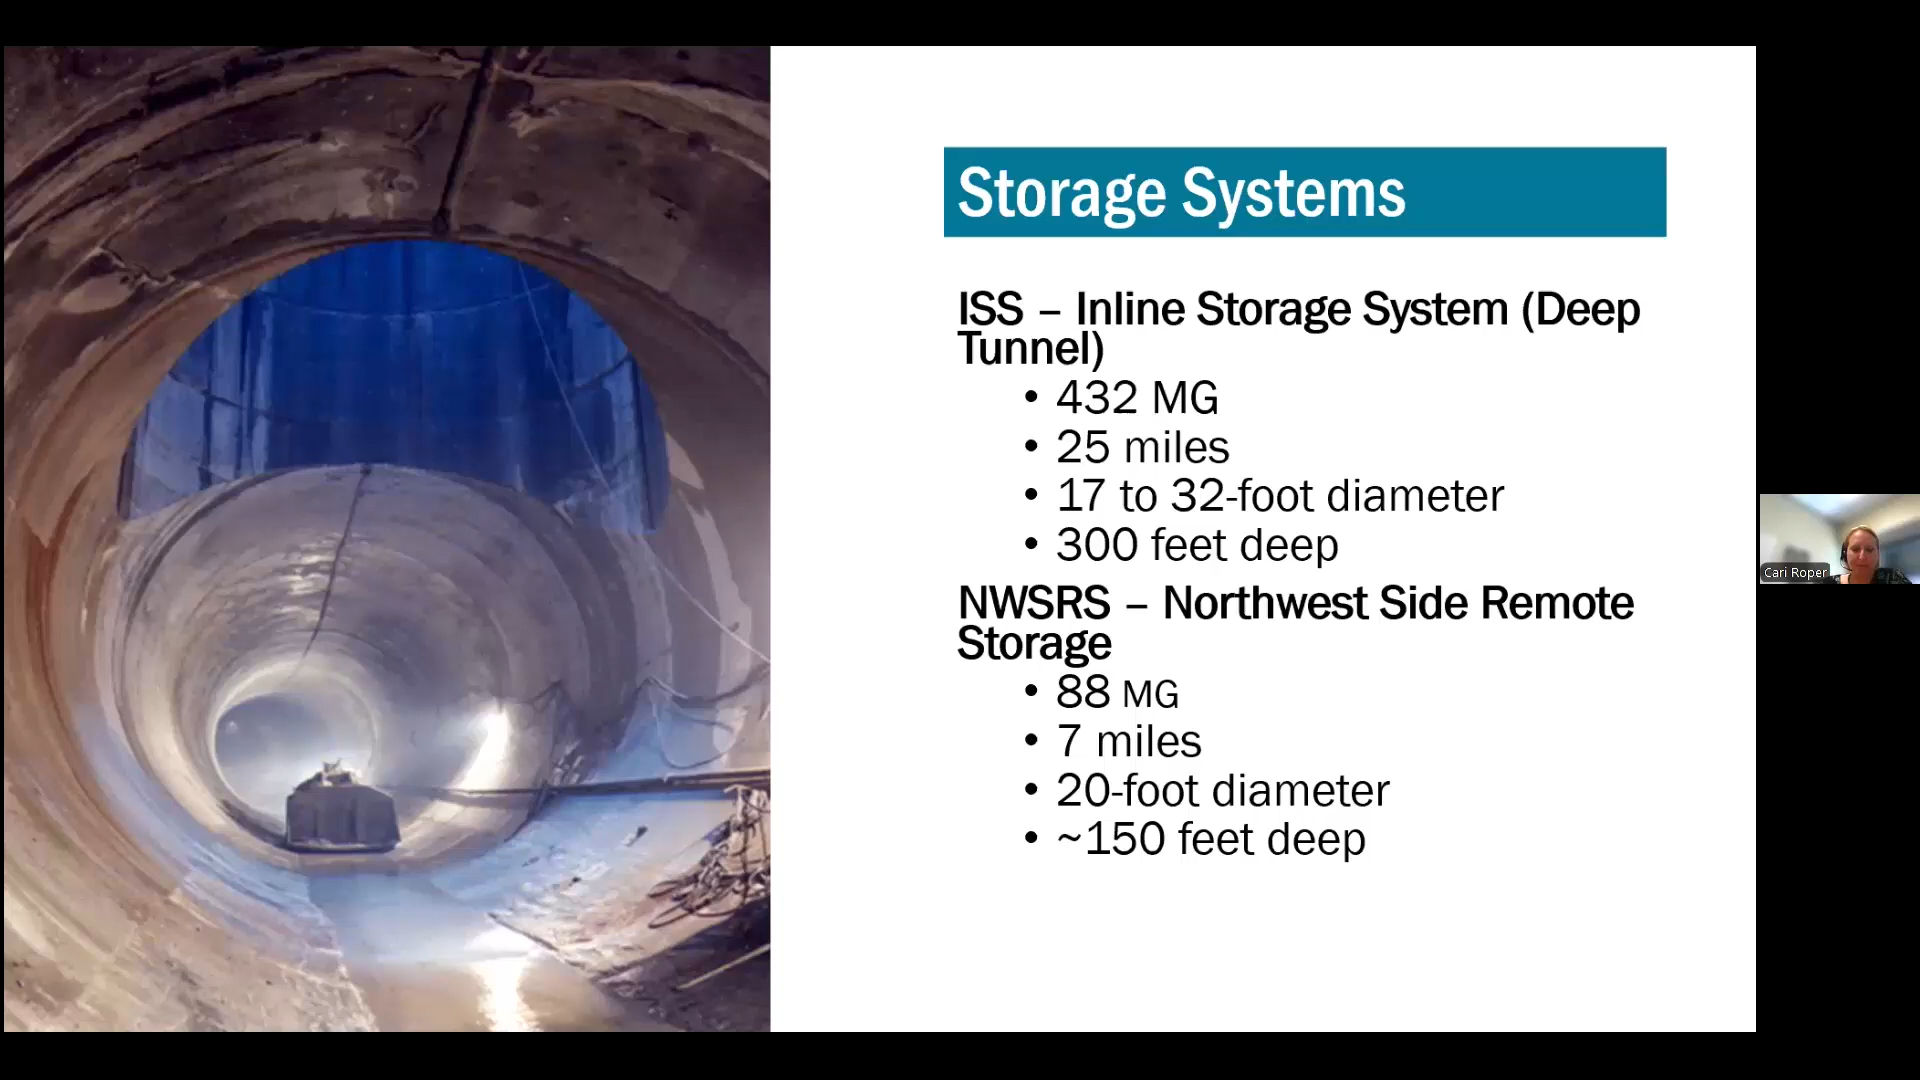 Storage Systems
ISS – Inline Storage System (Deep
Tunnel)
• 432 MG
• 25 miles
• 17 to 32-foot diameter
• 300 feet deep
NWSRS – Northwest Side Remote
Storage
• 88 MG
• 7 miles
• 20-foot diameter
• ~150 feet deep
Cari Roper